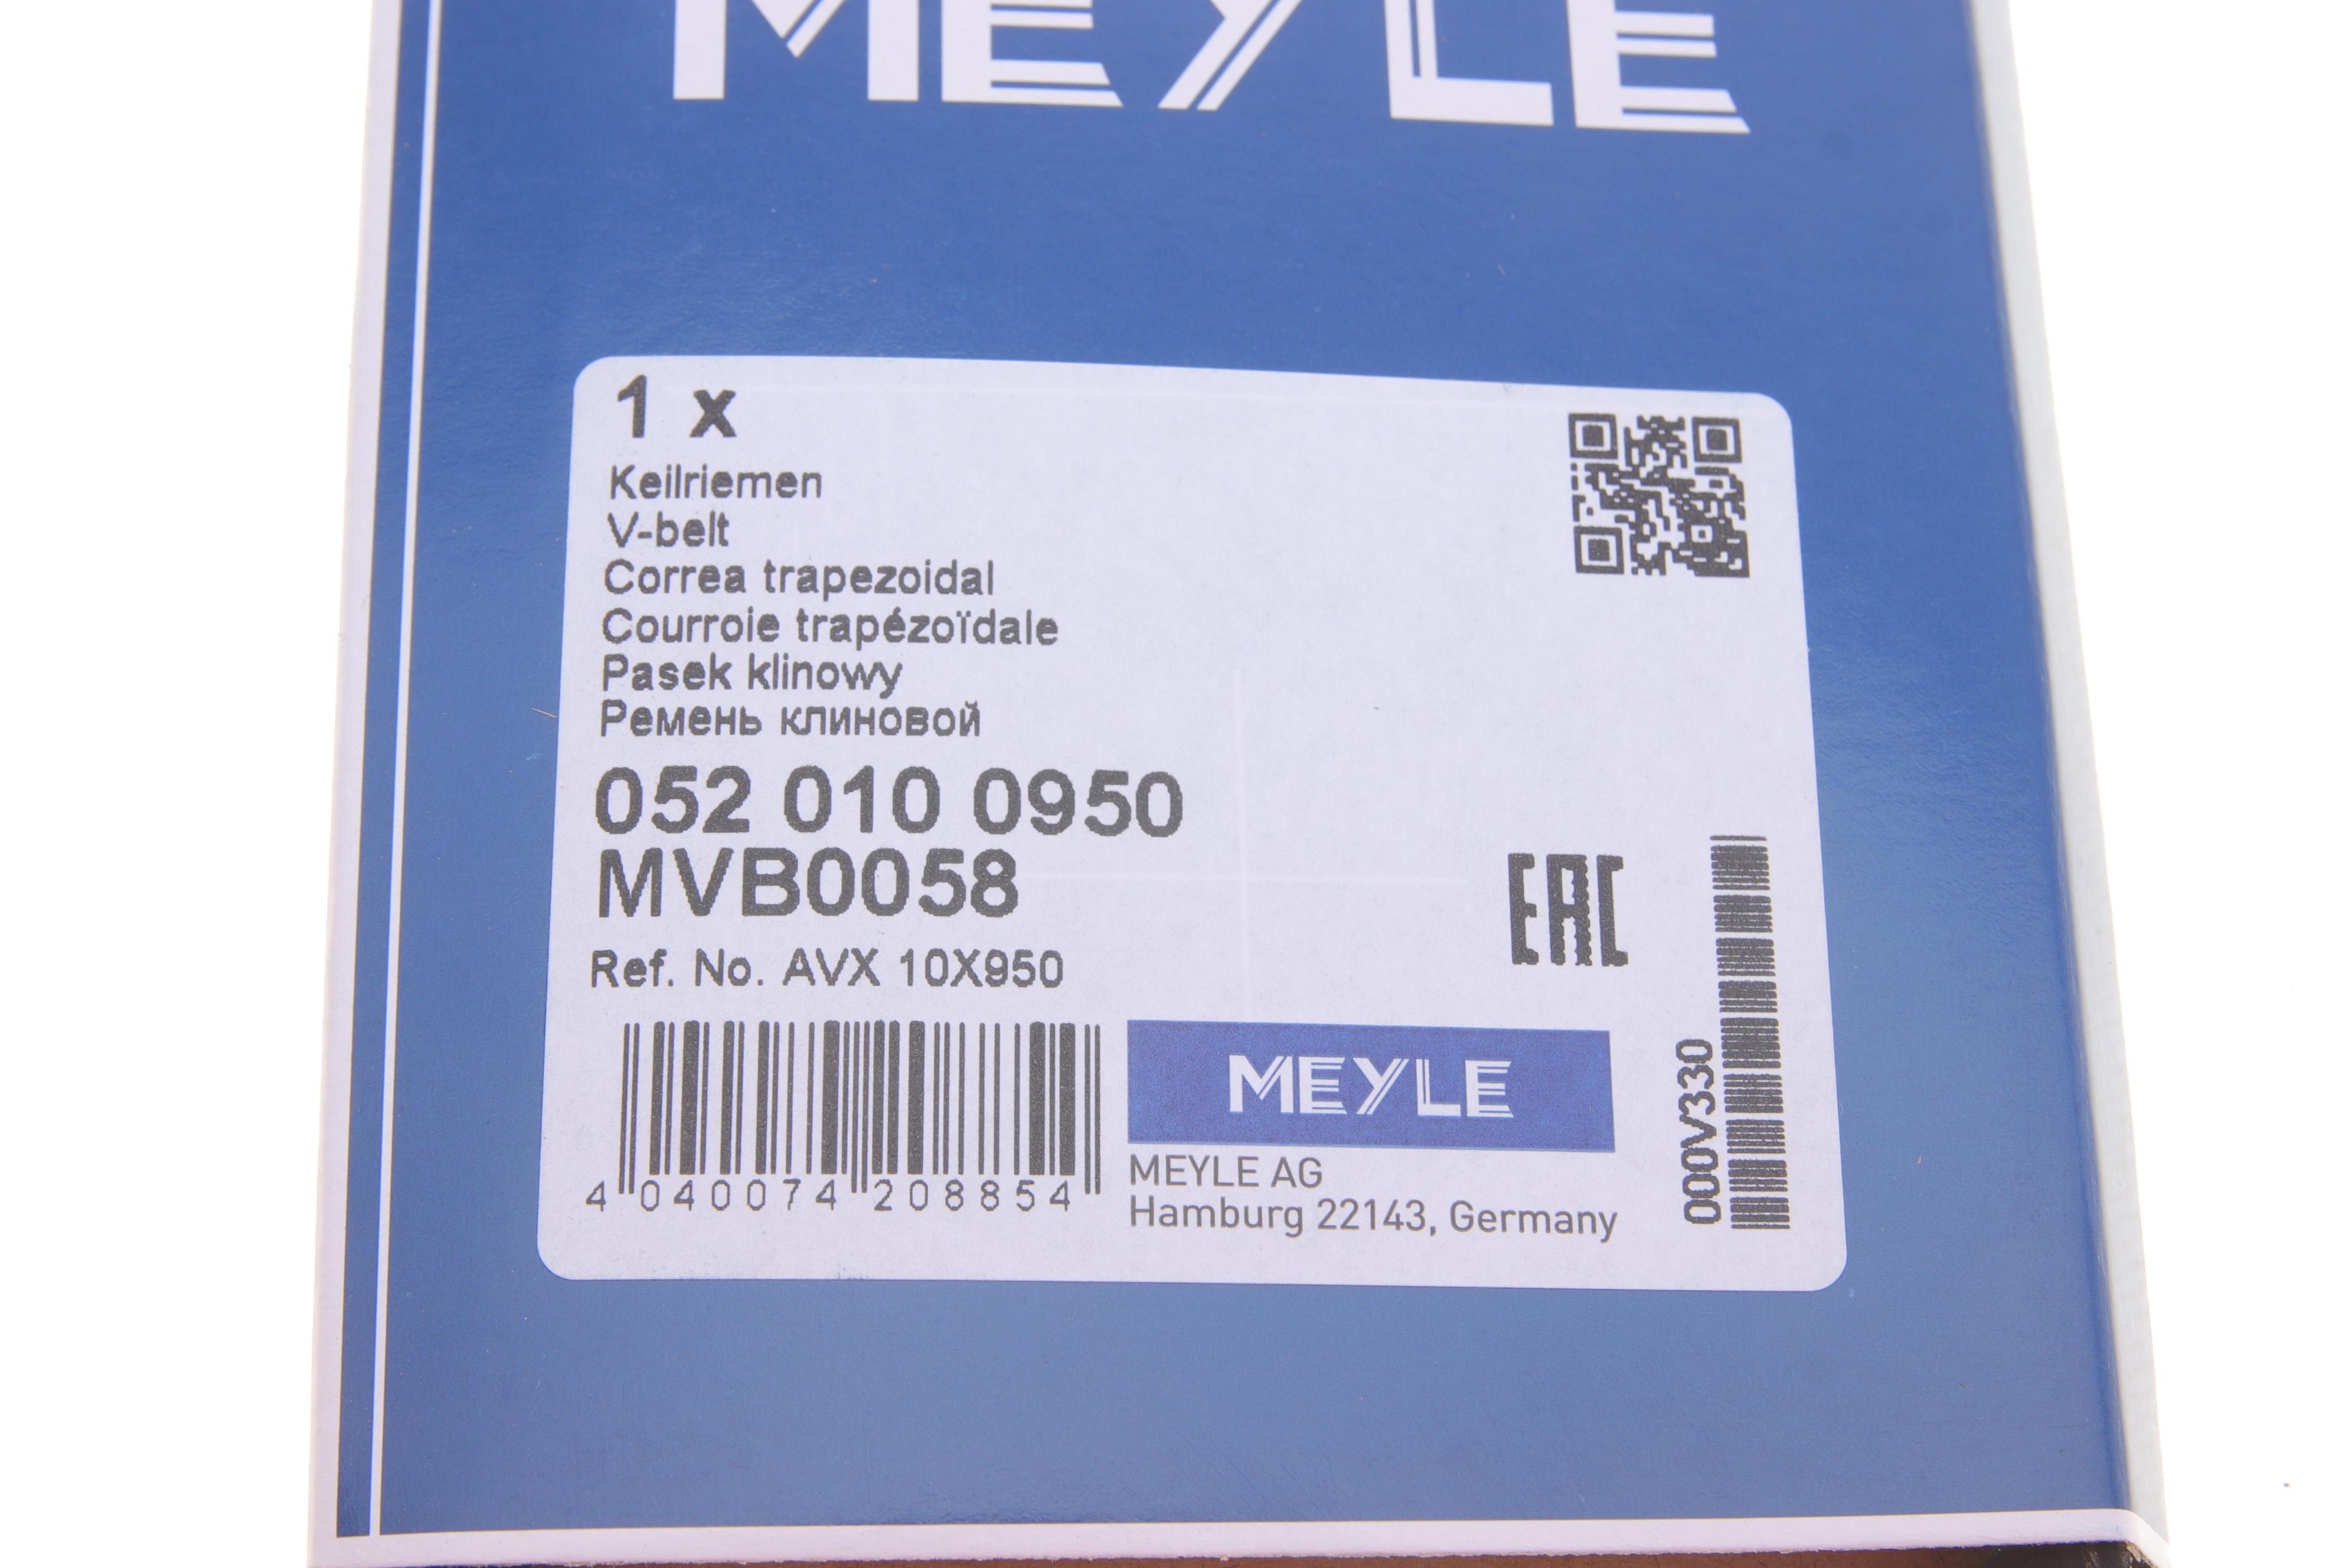 MEYLE
1 x
Keilriemen
V-belt
Correa trapezoidal
Courroie trapézoïdale
Pasek klinowy
Ремень клиновой
052 010 0950
MVB0058
Ref. No. AVX 10X950
EAC
4 040074 208854
MEYLE
MEYLE AG
Hamburg 22143, Germany
000V330